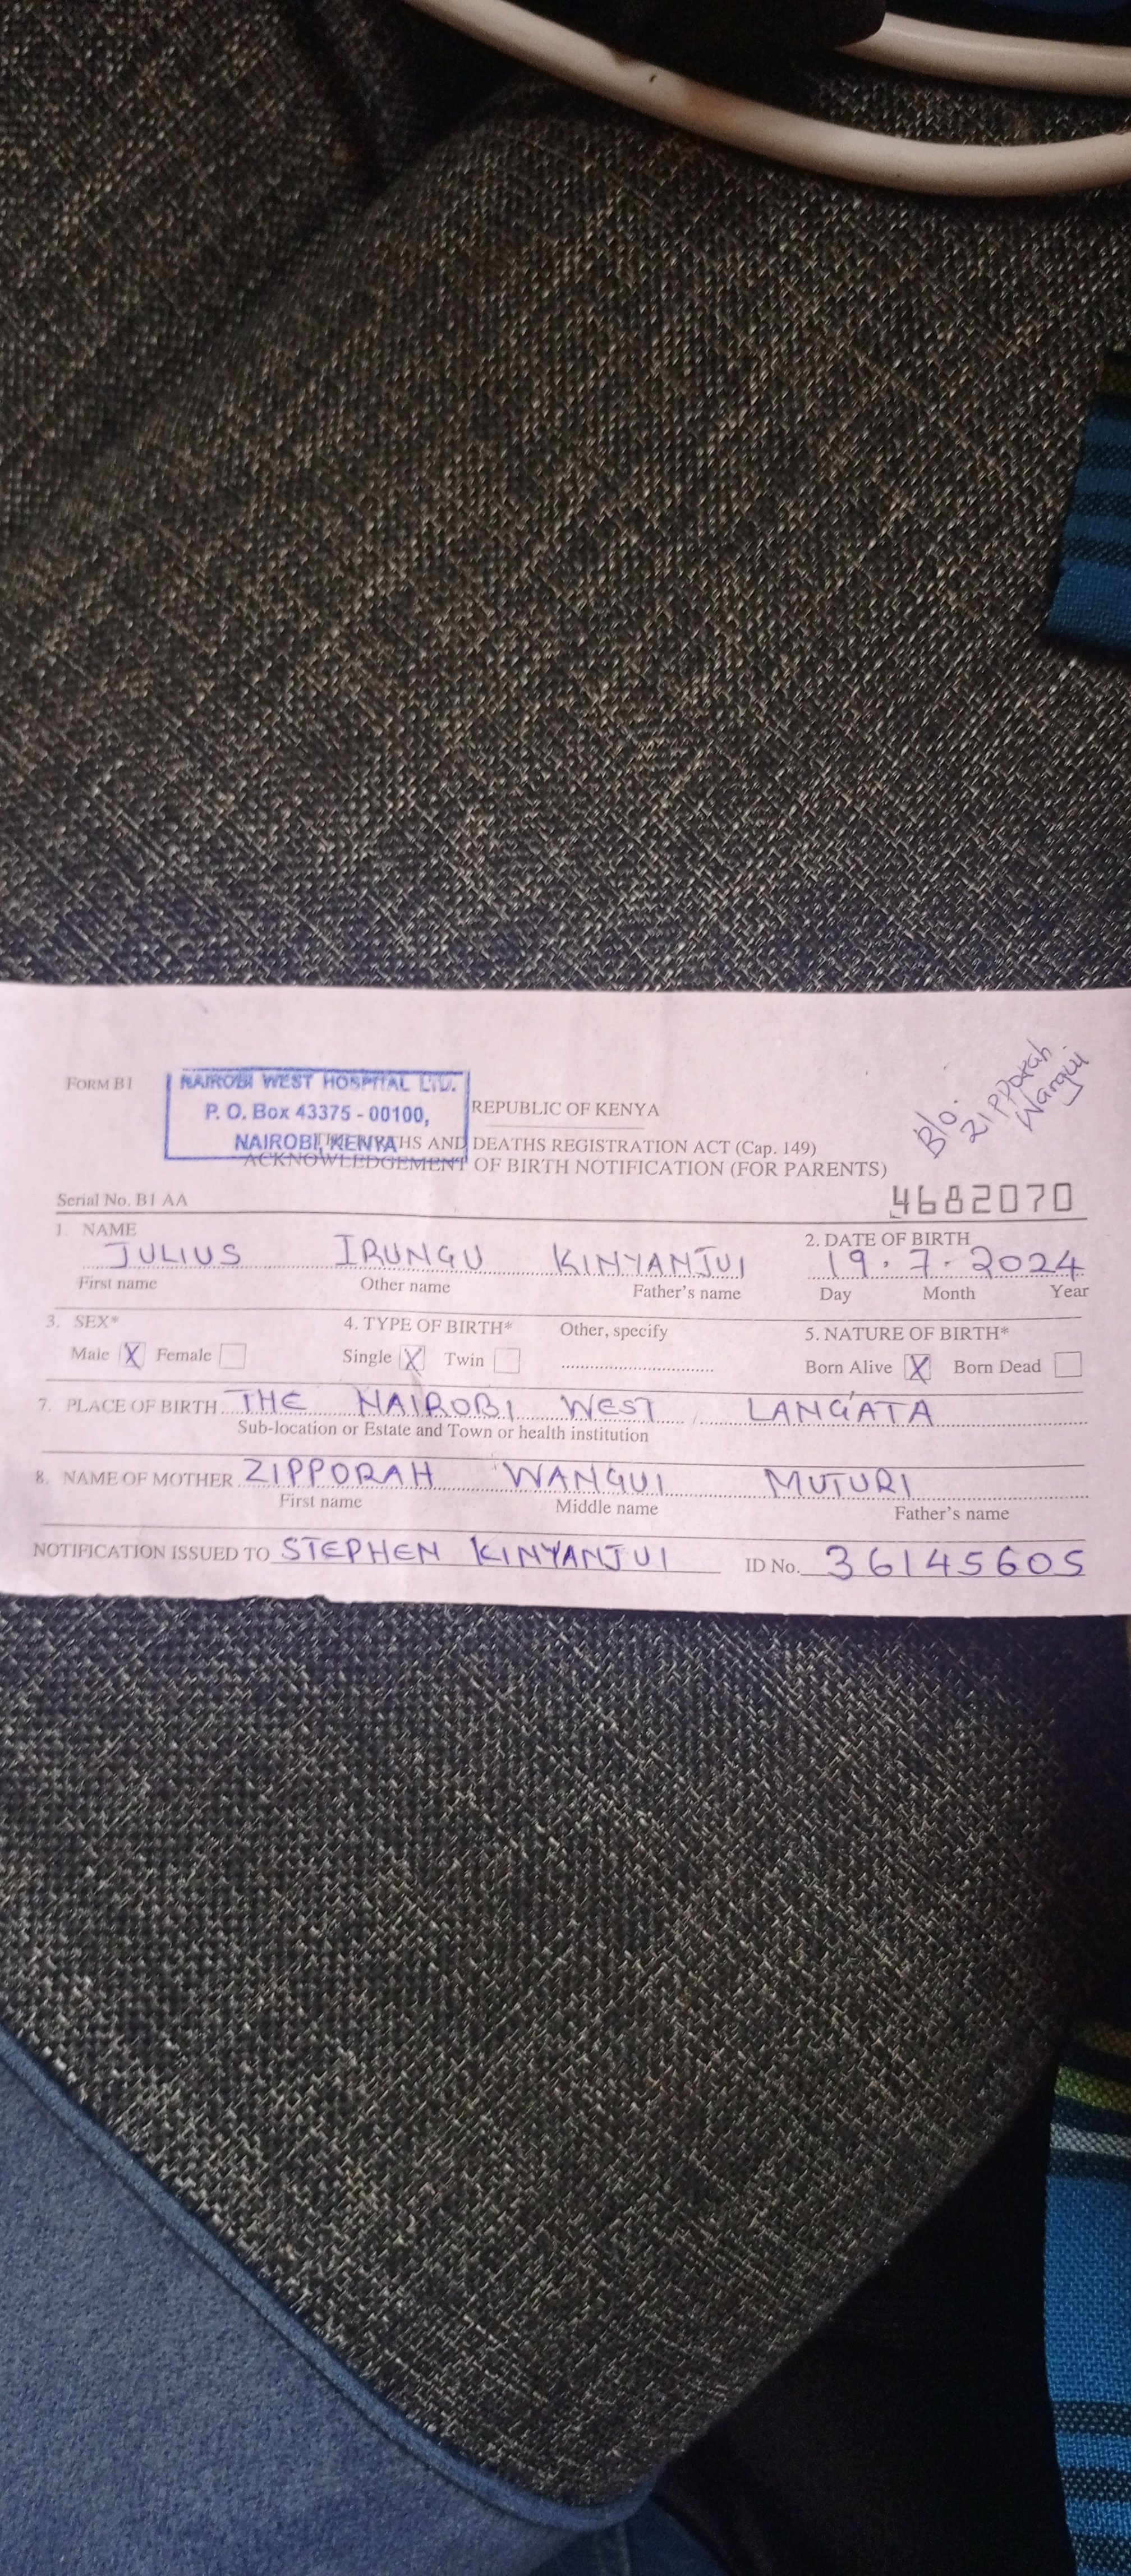 FORM B1
NAIROBI WEST HOSPITAL LTD.
P. O. Box 43375 - 00100,
NAIROBI, KENYA
REPUBLIC OF KENYA
B/o.
Zipporah
Wangui
THS AND DEATHS REGISTRATION ACT (Cap. 149)
ACKNOWLEDGEMENT OF BIRTH NOTIFICATION (FOR PARENTS)
Serial No. B1 AA 4682070
1. NAME 2. DATE OF BIRTH
JULIUS IRUNGU KINYANJUI 19.7.2024
First name Other name Father's name Day Month Year
3. SEX* 4. TYPE OF BIRTH* Other, specify 5. NATURE OF BIRTH*
Male X Female Single X Twin Born Alive X Born Dead
7. PLACE OF BIRTH THE NAIROBI WEST LANG'ATA
Sub-location or Estate and Town or health institution
8. NAME OF MOTHER ZIPPORAH WANGUI MUTURI
First name Middle name Father's name
NOTIFICATION ISSUED TO STEPHEN KINYANJUI ID No. 36145605